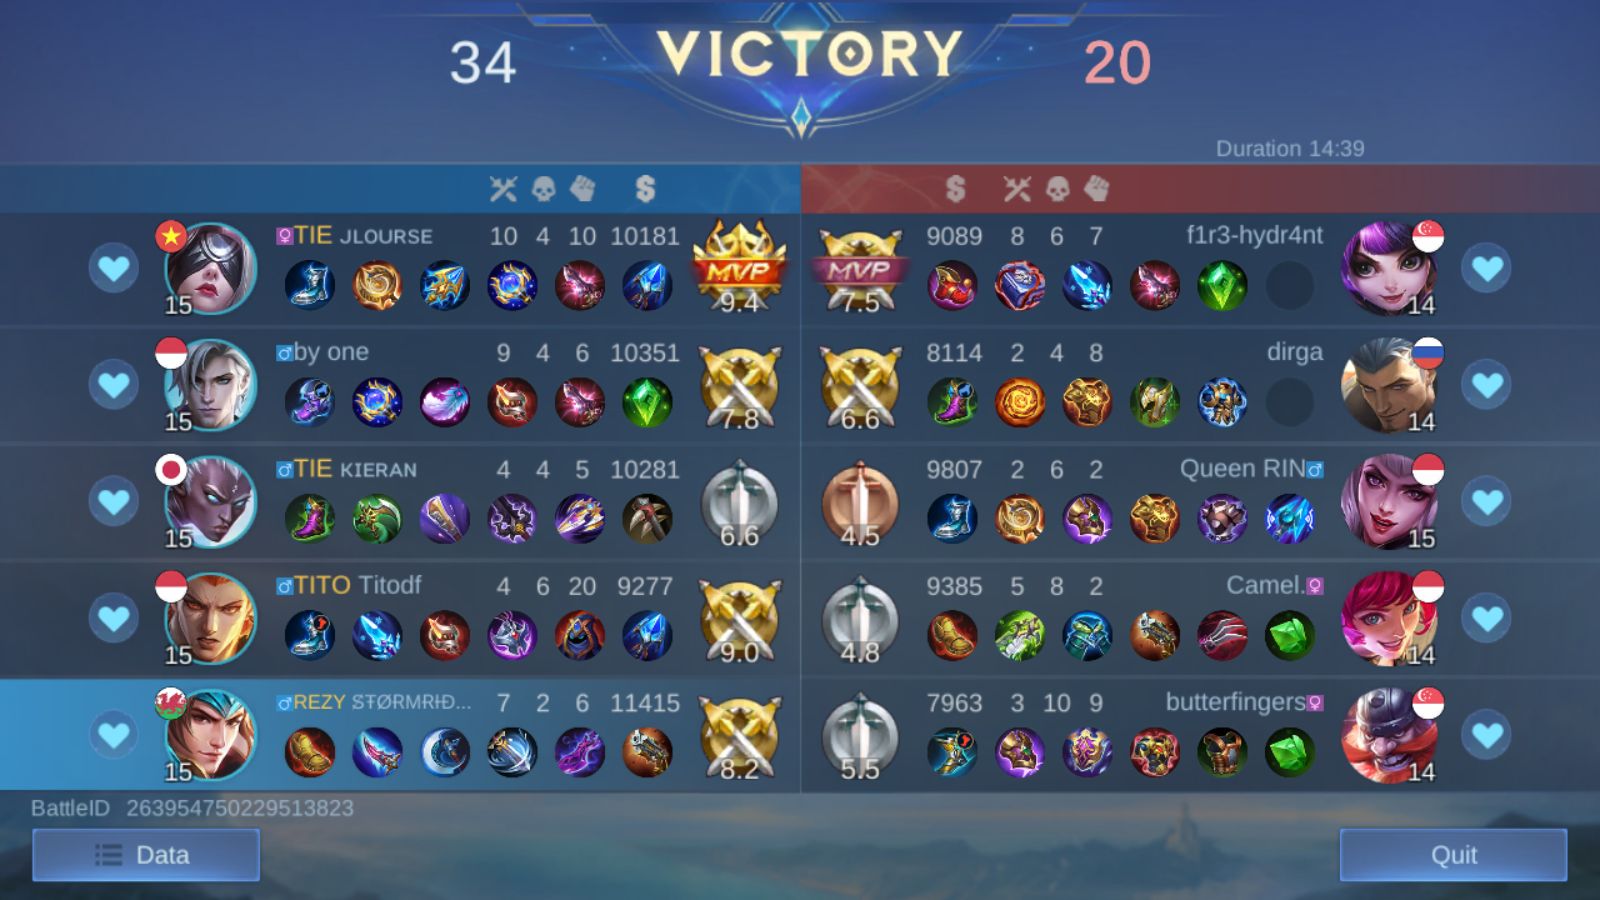 34 VICTORY 20
Duration 14:39
TIE JLOURSE 10 4 10 10181 MVP 9.4
15
MVP 7.5 9089 8 6 7 f1r3-hydr4nt
14
by one 9 4 6 10351 7.8
15
6.6 8114 2 4 8 dirga
14
TIE KIERAN 4 4 5 10281 6.6
15
4.5 9807 2 6 2 Queen RIN
15
TITO Titodf 4 6 20 9277 9.0
15
4.8 9385 5 8 2 Camel.
14
REZY SŦØRMRƗĐ... 7 2 6 11415 8.2
15
5.5 7963 3 10 9 butterfingers
14
BattleID 263954750229513823
Data
Quit